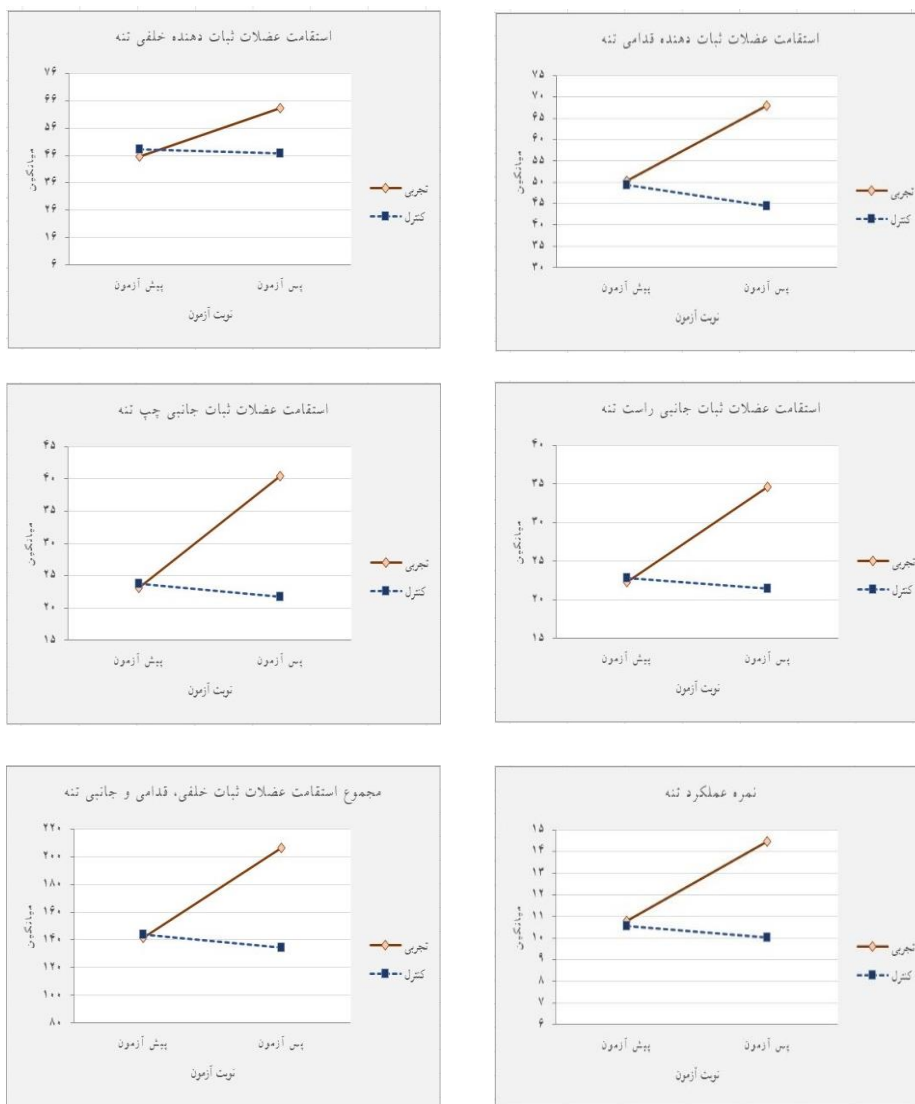 استقامت عضلات ثبات دهنده قدامی تنه
۷۵
۷۰
۶۵
۶۰
۵۵
۵۰
۴۵
۴۰
۳۵
۳۰
میانگین
پیش آزمون
پس آزمون
نوبت آزمون
تجربی
کنترل
استقامت عضلات ثبات دهنده خلفی تنه
۷۶
۶۶
۵۶
۴۶
۳۶
۲۶
۱۶
۶
میانگین
پیش آزمون
پس آزمون
نوبت آزمون
تجربی
کنترل
استقامت عضلات ثبات جانبی راست تنه
۴۰
۳۵
۳۰
۲۵
۲۰
۱۵
میانگین
پیش آزمون
پس آزمون
نوبت آزمون
تجربی
کنترل
استقامت عضلات ثبات جانبی چپ تنه
۴۵
۴۰
۳۵
۳۰
۲۵
۲۰
۱۵
میانگین
پیش آزمون
پس آزمون
نوبت آزمون
تجربی
کنترل
نمره عملکرد تنه
۱۵
۱۴
۱۳
۱۲
۱۱
۱۰
۹
۸
۷
۶
میانگین
پیش آزمون
پس آزمون
نوبت آزمون
تجربی
کنترل
مجموع استقامت عضلات ثبات خلفی، قدامی و جانبی تنه
۲۲۰
۲۰۰
۱۸۰
۱۶۰
۱۴۰
۱۲۰
۱۰۰
۸۰
میانگین
پیش آزمون
پس آزمون
نوبت آزمون
تجربی
کنترل